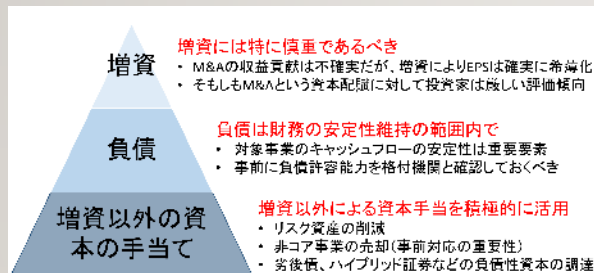 増資
増資には特に慎重であるべき
• M&Aの収益貢献は不確実だが、増資によりEPSは確実に希薄化
• そもそもM&Aという資本配賦に対して投資家は厳しい評価傾向
負債
負債は財務の安定性維持の範囲内で
• 対象事業のキャッシュフローの安定性は重要要素
• 事前に負債許容能力を格付機関と確認しておくべき
増資以外の資
本の手当て
増資以外による資本手当を積極的に活用
• リスク資産の削減
• 非コア事業の売却(事前対応の重要性)
• 劣後債、ハイブリッド証券などの負債性資本の調達